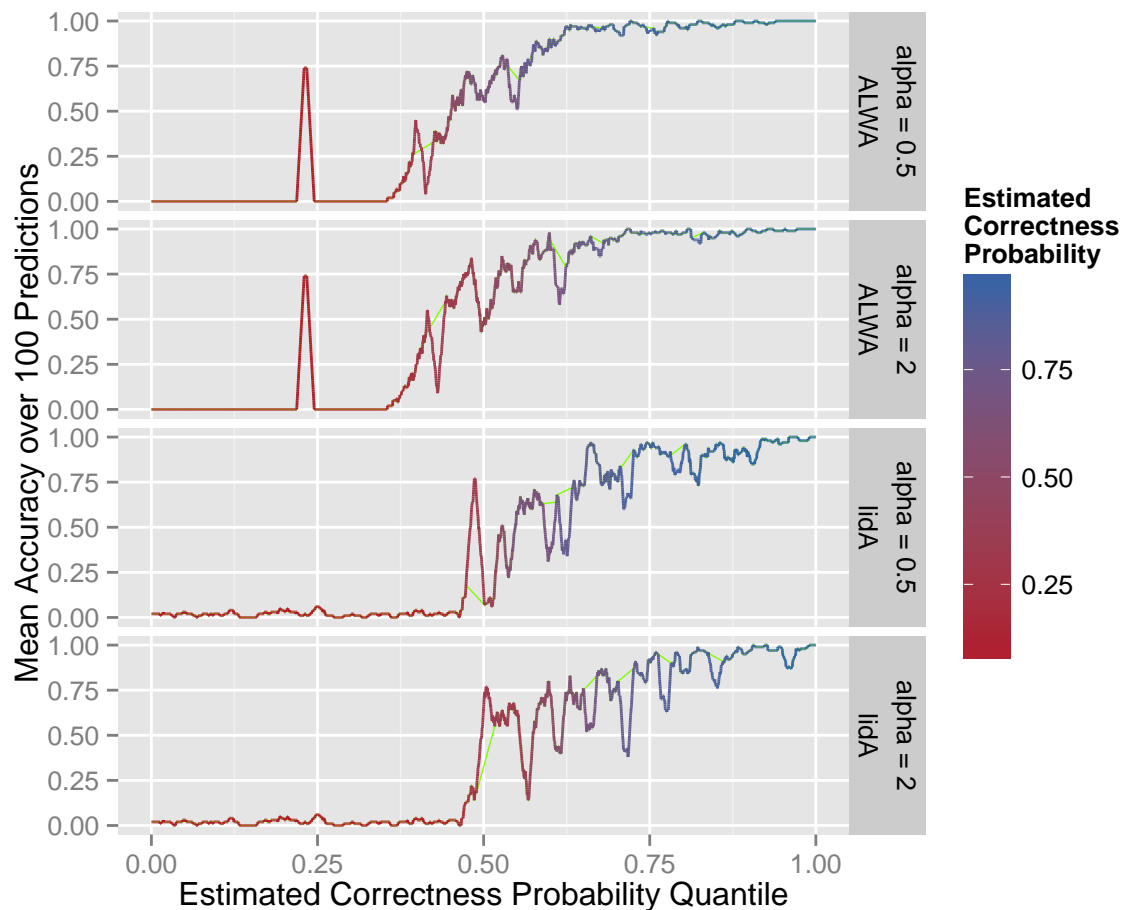 Mean Accuracy over 100 Predictions
1.00
0.75
0.50
0.25
0.00
alpha = 0.5
ALWA
1.00
0.75
0.50
0.25
0.00
alpha = 2
ALWA
1.00
0.75
0.50
0.25
0.00
alpha = 0.5
IidA
1.00
0.75
0.50
0.25
0.00
alpha = 2
IidA
0.00 0.25 0.50 0.75 1.00
Estimated Correctness Probability Quantile
Estimated
Correctness
Probability
0.75
0.50
0.25